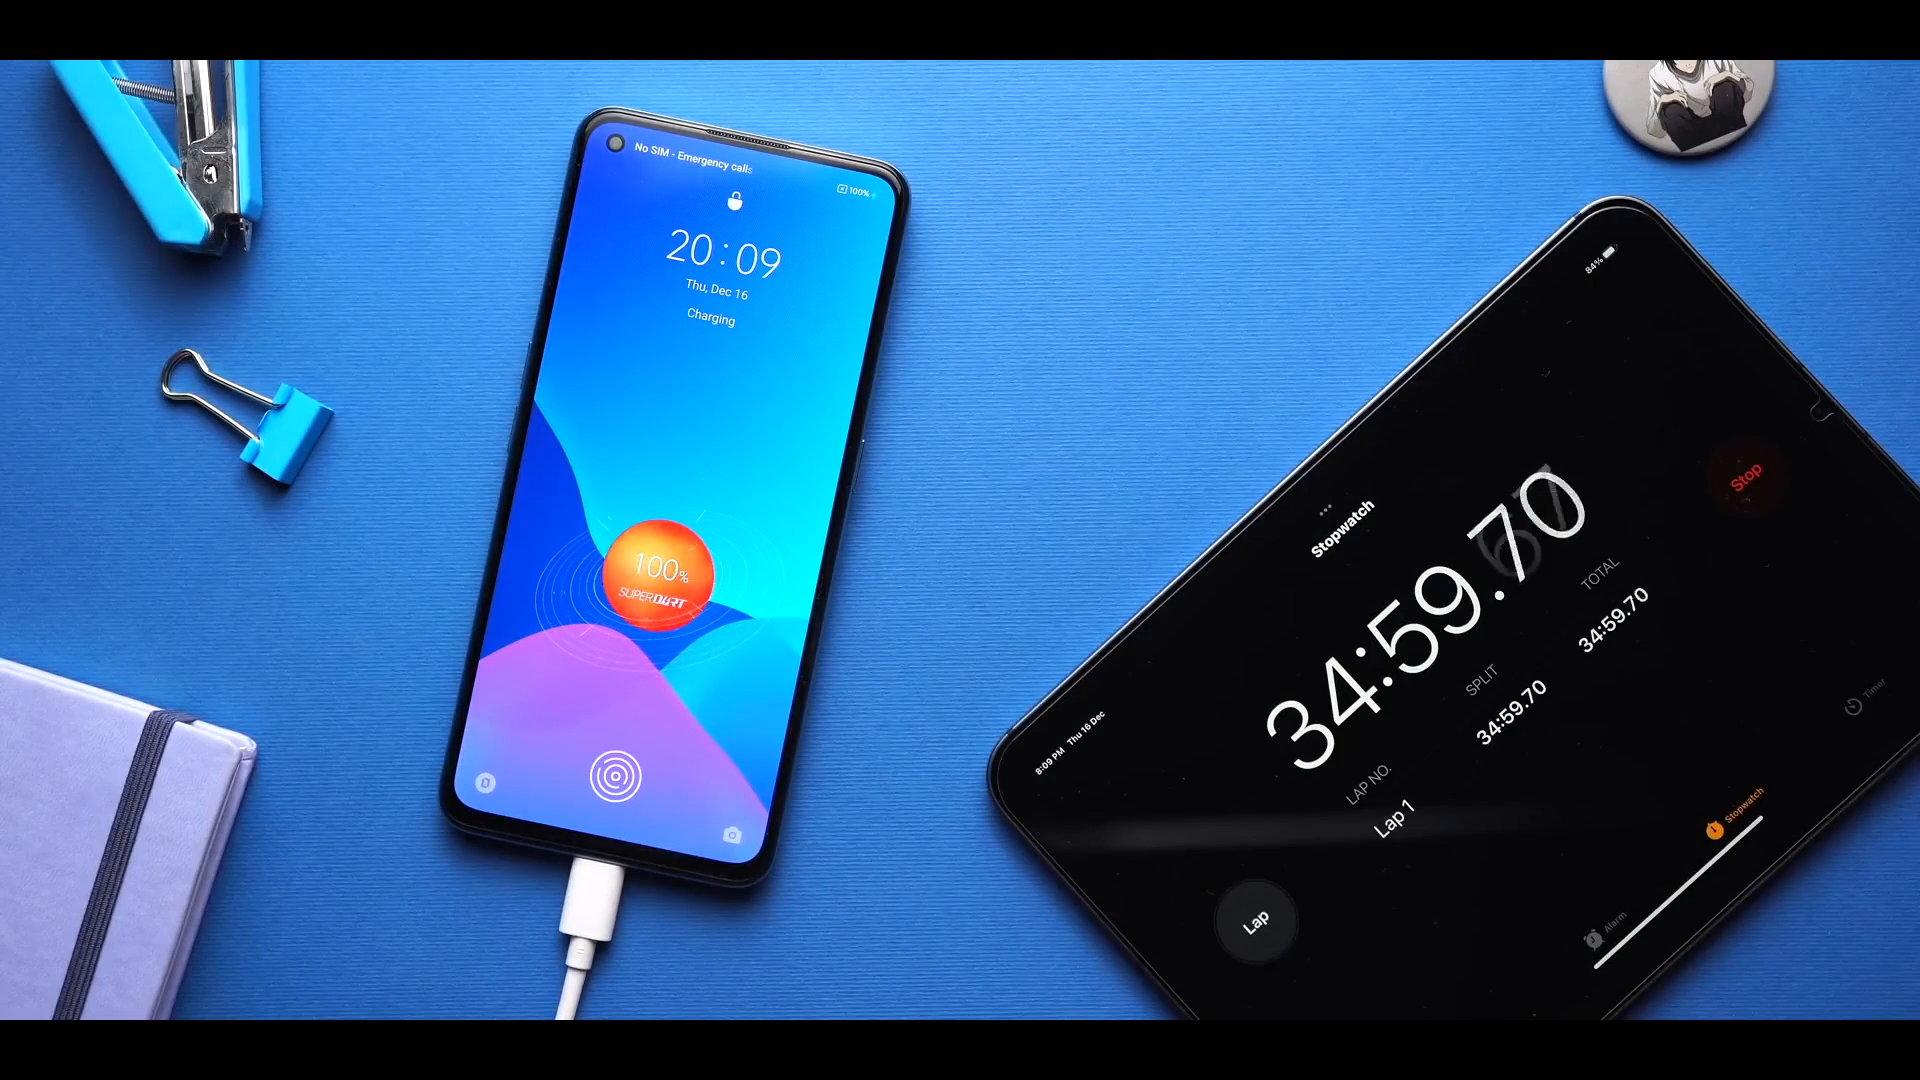 No SIM - Emergency calls
100%
20:09
Thu, Dec 16
Charging
100%
SUPERDART
84%
8:09 PM Thu 16 Dec
Stopwatch
34:59.70
LAP NO.
SPLIT
TOTAL
Lap 1
34:59.70
34:59.70
Stop
Lap
Alarm
Stopwatch
Timer